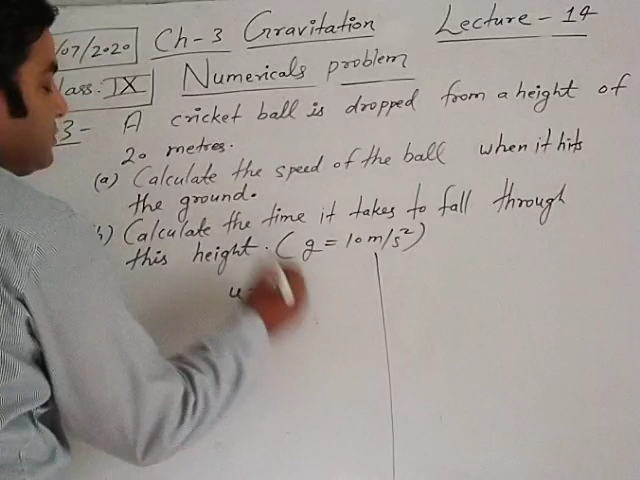 /07/2020 Ch-3 Gravitation Lecture - 14
lass. IX Numericals problem
3- A cricket ball is dropped from a height of
20 metres.
(a) Calculate the speed of the ball when it hits
the ground.
b) Calculate the time it takes to fall through
this height. (g = 10 m/s²)
u